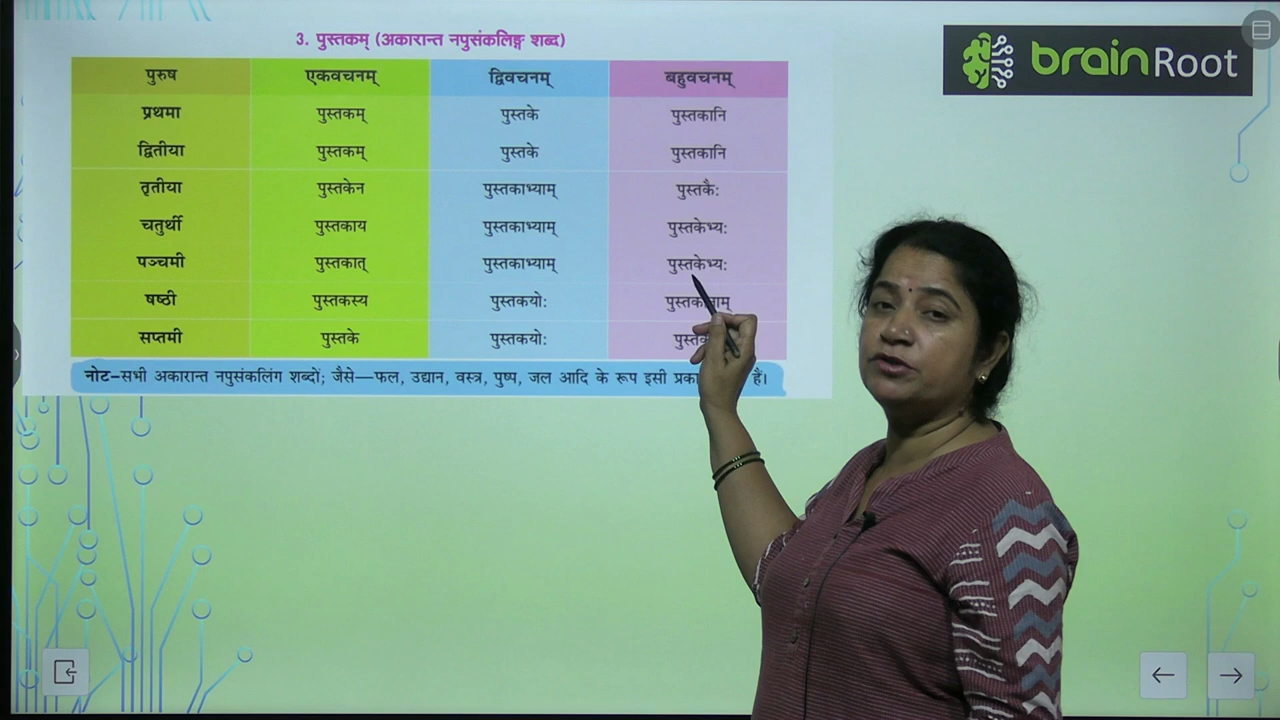 3. पुस्तकम् (अकारान्त नपुसंकलिङ्ग शब्द)
brainRoot
पुरुष एकवचनम् द्विवचनम् बहुवचनम्
प्रथमा पुस्तकम् पुस्तके पुस्तकानि
द्वितीया पुस्तकम् पुस्तके पुस्तकानि
तृतीया पुस्तकेन पुस्तकाभ्याम् पुस्तकैः
चतुर्थी पुस्तकाय पुस्तकाभ्याम् पुस्तकेभ्यः
पञ्चमी पुस्तकात् पुस्तकाभ्याम् पुस्तकेभ्यः
षष्ठी पुस्तकस्य पुस्तकयोः
सप्तमी पुस्तके पुस्तकयोः
नोट–सभी अकारान्त नपुसंकलिंग शब्दों; जैसे—फल, उद्यान, वस्त्र, पुष्प, जल आदि के रूप इसी हैं।